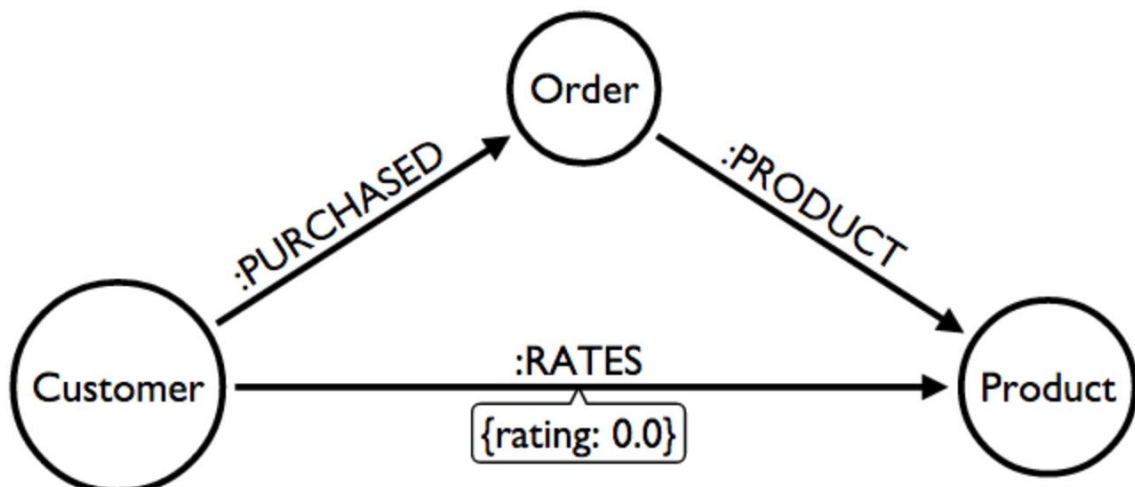 Order
:PURCHASED
:PRODUCT
Customer
:RATES
{rating: 0.0}
Product